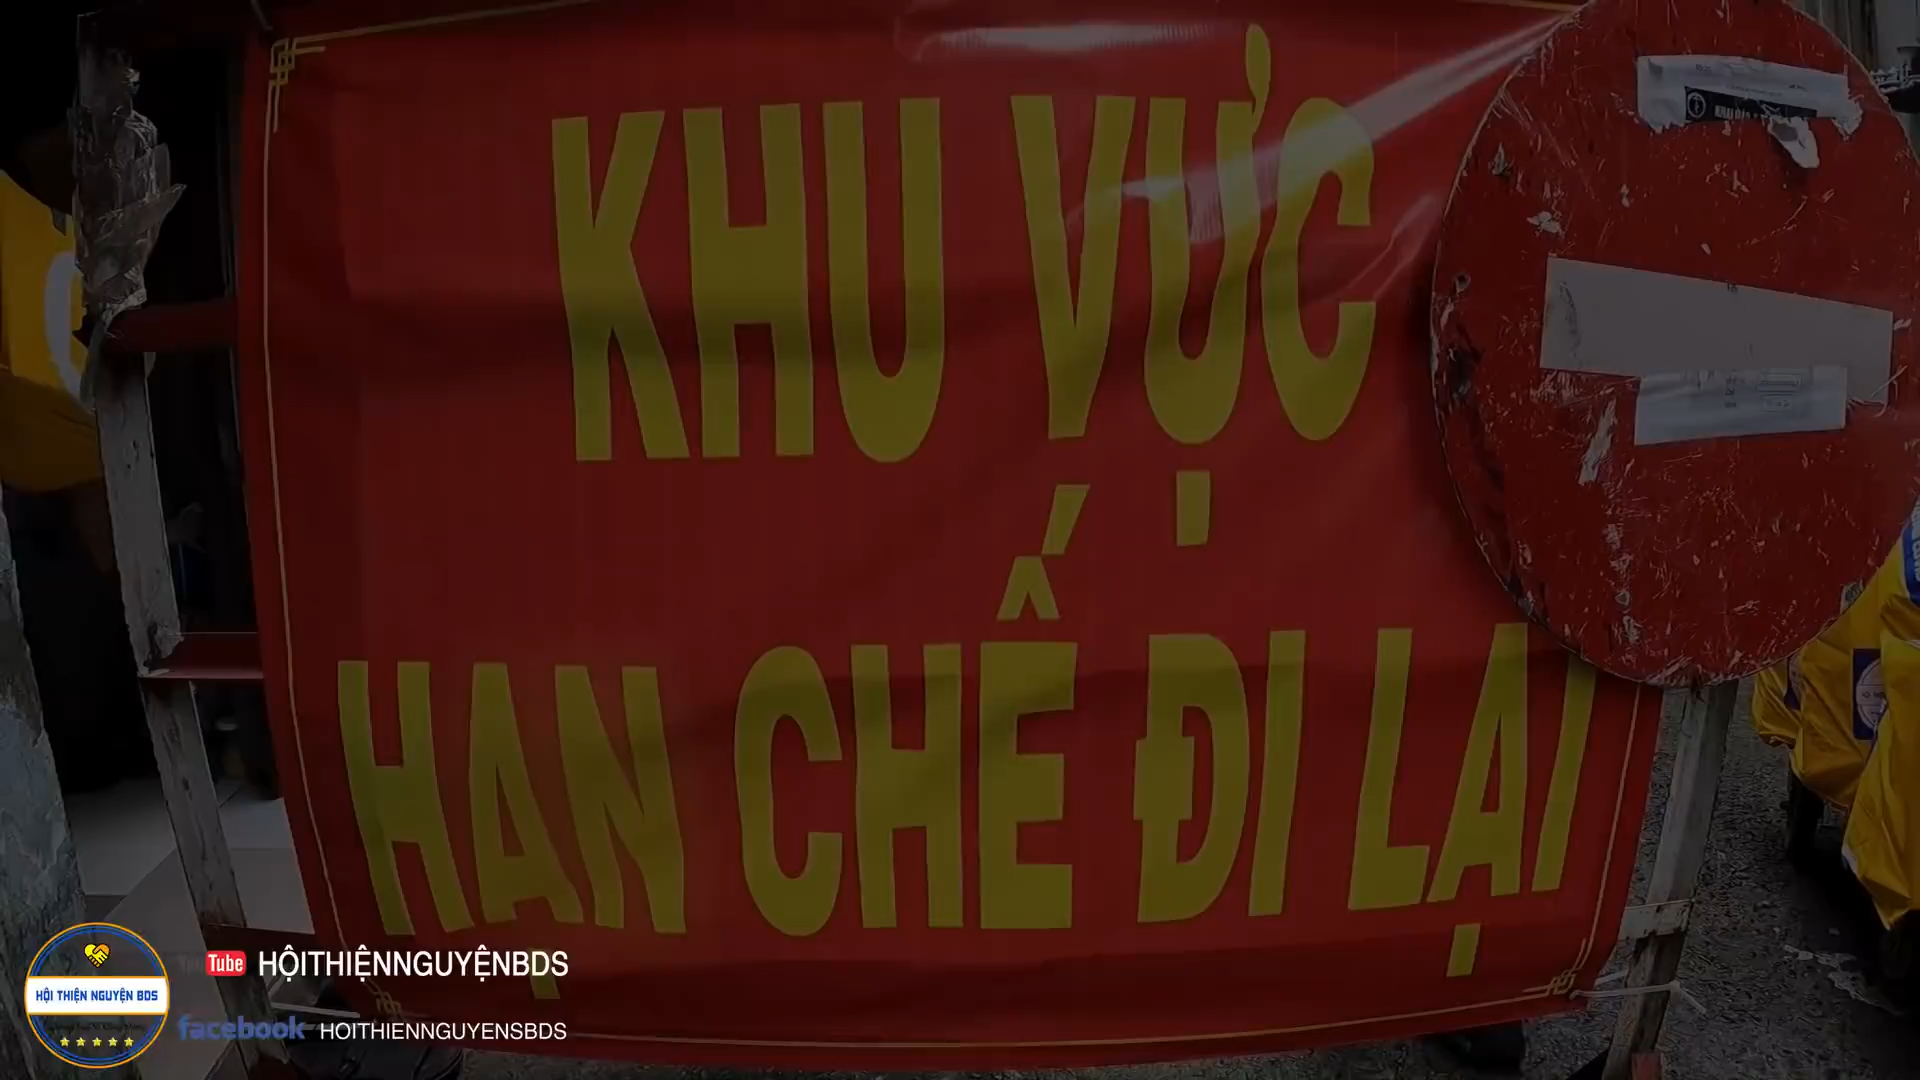 KHU VỰC
HẠN CHẾ ĐI LẠI
Tube HỘITHIỆNNGUYỆNBDS
HỘI THIỆN NGUYỆN BDS
facebook HOITHIENNGUYENSBDS